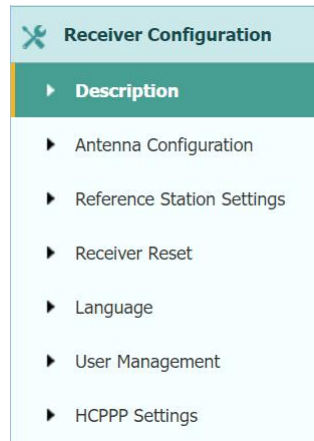 Receiver Configuration
Description
Antenna Configuration
Reference Station Settings
Receiver Reset
Language
User Management
HCPPP Settings